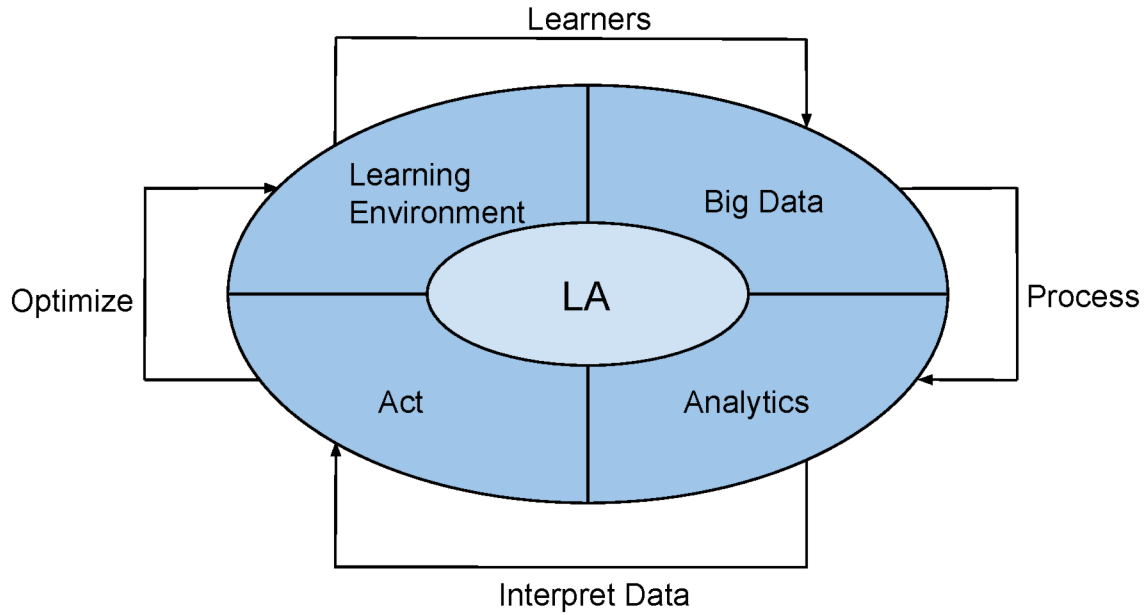 Learners
Learning
Environment
Big Data
Optimize
LA
Process
Act
Analytics
Interpret Data